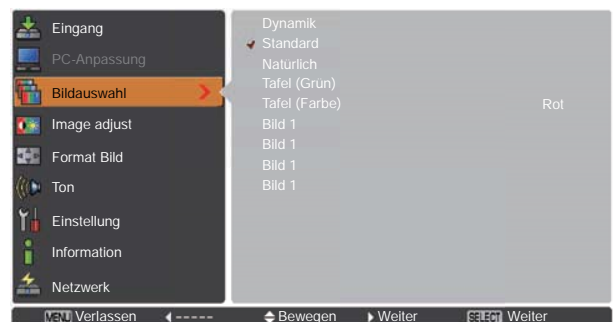 Eingang
PC-Anpassung
Bildauswahl
Image adjust
Format Bild
Ton
Einstellung
Information
Netzwerk
Dynamik
Standard
Natürlich
Tafel (Grün)
Tafel (Farbe) Rot
Bild 1
Bild 1
Bild 1
Bild 1
MENU Verlassen ----- Bewegen Weiter SELECT Weiter